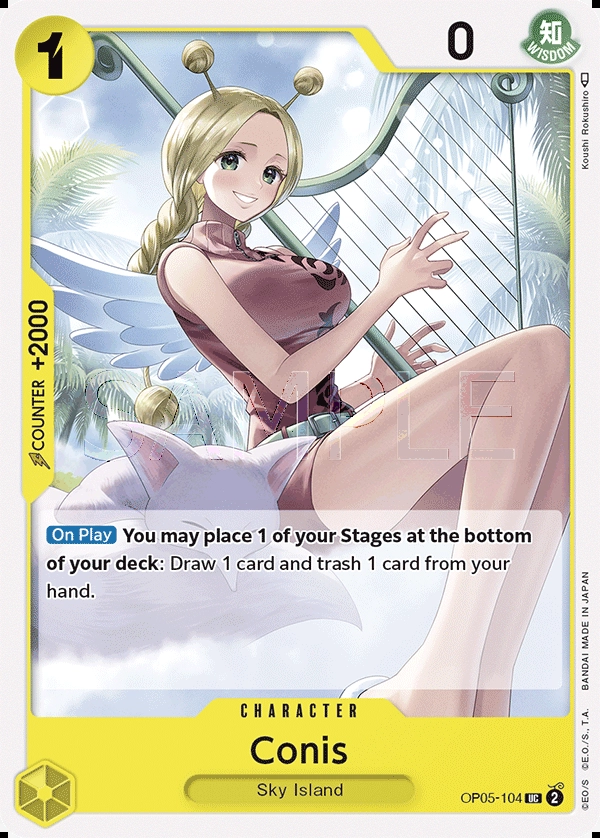 1
0
知
WISDOM
Koushi Rokushiro
COUNTER +2000
SAMPLE
On Play You may place 1 of your Stages at the bottom
of your deck: Draw 1 card and trash 1 card from your
hand.
CHARACTER
Conis
Sky Island
OP05-104 UC 2
©E.O/S ©E.O./S., T.A. BANDAI MADE IN JAPAN